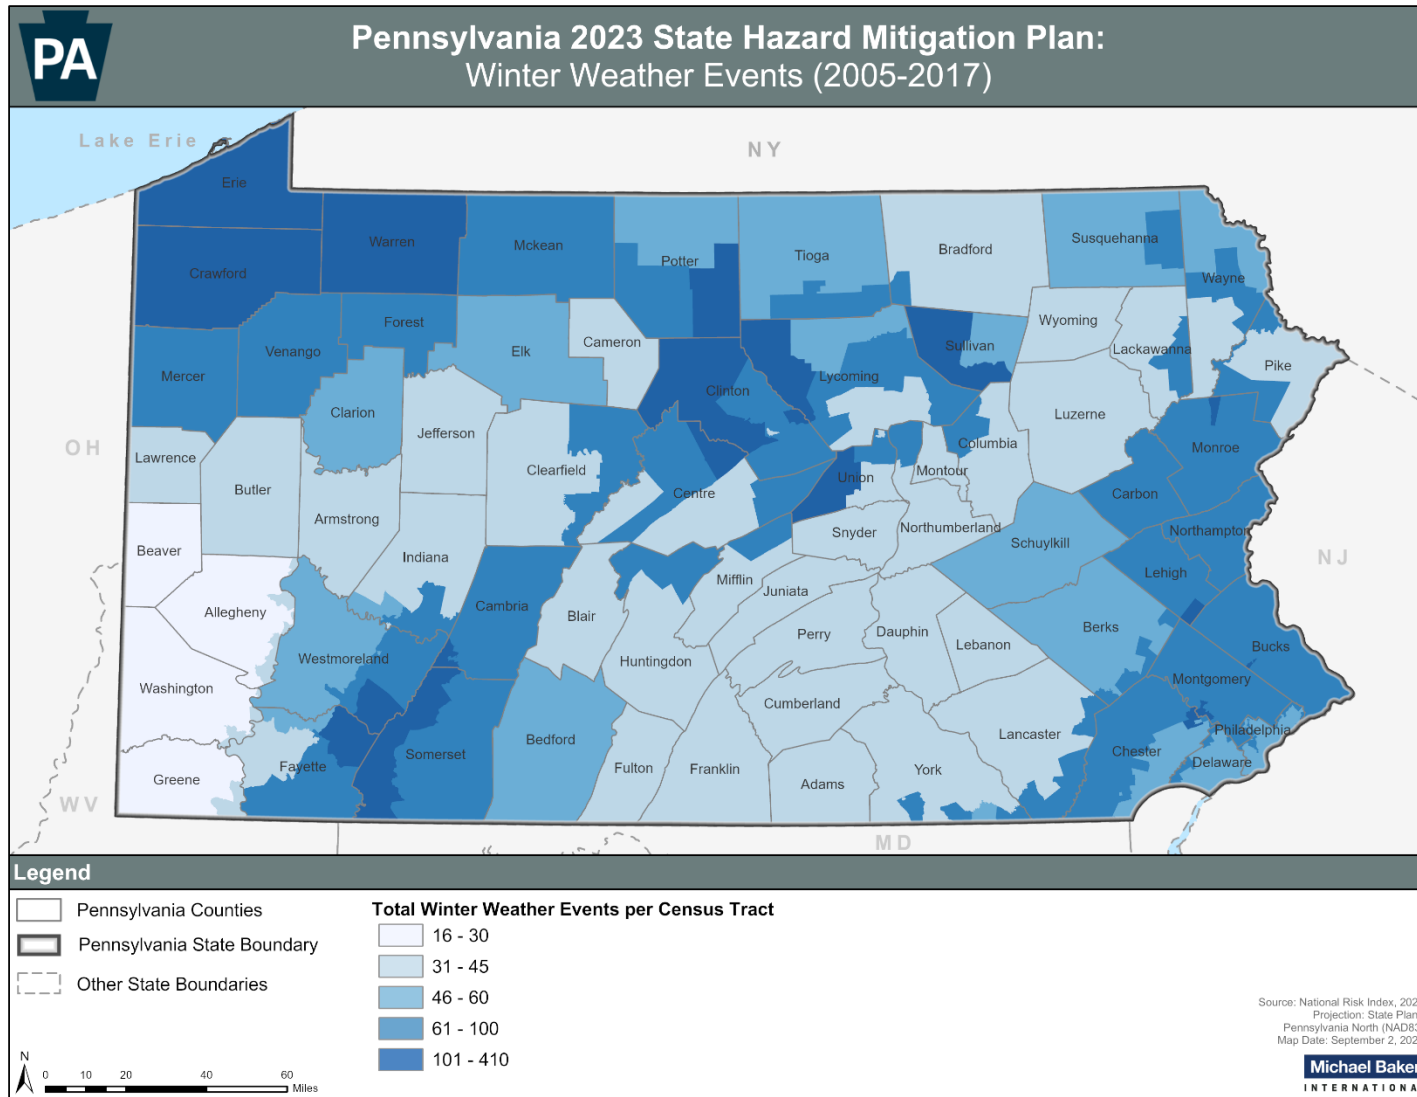 PA
Pennsylvania 2023 State Hazard Mitigation Plan:
Winter Weather Events (2005-2017)
Lake Erie
NY
Erie
Warren
Mckean
Potter
Tioga
Bradford
Susquehanna
Wayne
Crawford
Forest
Venango
Elk
Cameron
Clinton
Lycoming
Sullivan
Wyoming
Lackawanna
Pike
Mercer
Clarion
Jefferson
Clearfield
Centre
Union
Montour
Columbia
Luzerne
Monroe
OH
Lawrence
Butler
Armstrong
Indiana
Snyder
Northumberland
Carbon
Northampton
Schuylkill
Lehigh
NJ
Beaver
Allegheny
Cambria
Blair
Mifflin
Juniata
Perry
Dauphin
Lebanon
Berks
Bucks
Westmoreland
Huntingdon
Washington
Cumberland
Montgomery
Philadelphia
Greene
Fayette
Somerset
Bedford
Fulton
Franklin
Adams
York
Lancaster
Chester
Delaware
WV
MD
Legend
Pennsylvania Counties
Pennsylvania State Boundary
Other State Boundaries
Total Winter Weather Events per Census Tract
16 - 30
31 - 45
46 - 60
61 - 100
101 - 410
N
0 10 20 40 60
Miles
Source: National Risk Index, 202
Projection: State Plan
Pennsylvania North (NAD83
Map Date: September 2, 202
Michael Baker
INTERNATIONA